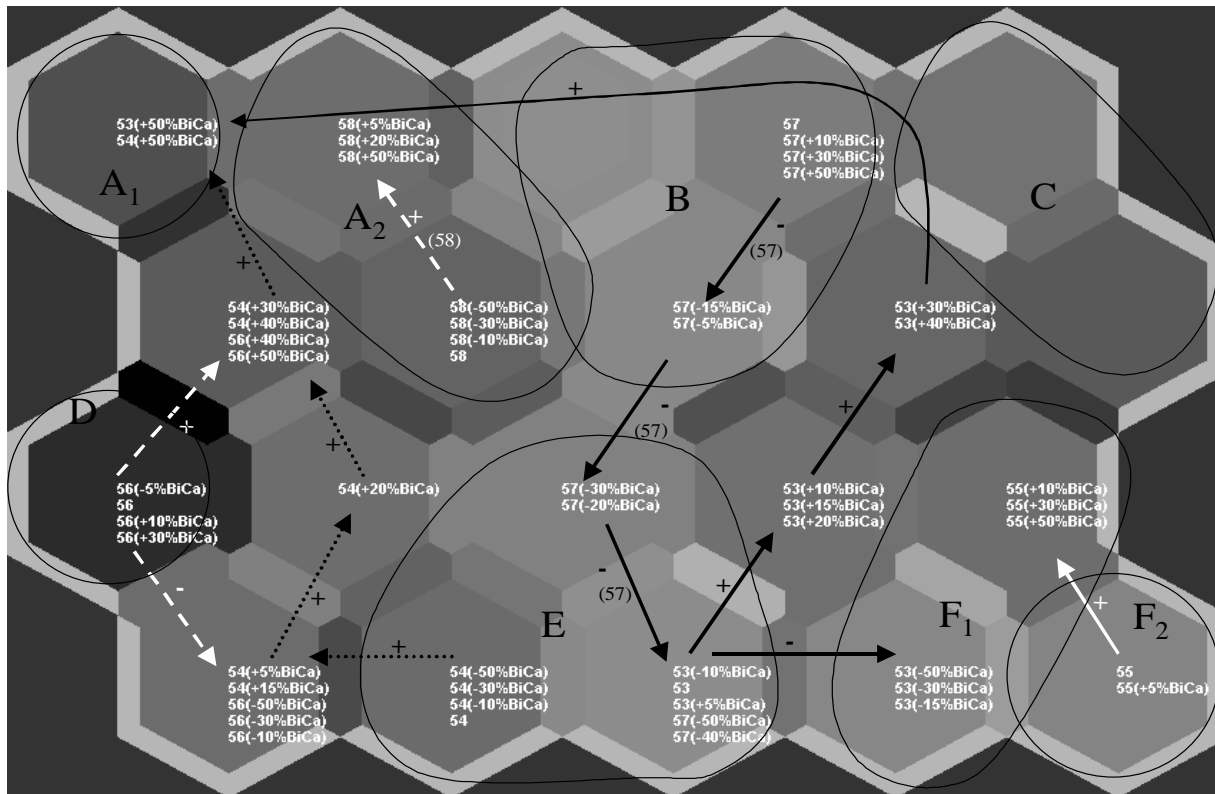 53(+50%BiCa)
54(+50%BiCa)
A1
58(+5%BiCa)
58(+20%BiCa)
58(+50%BiCa)
A2
+
(58)
+
B
57
57(+10%BiCa)
57(+30%BiCa)
57(+50%BiCa)
-
(57)
C
+
54(+30%BiCa)
54(+40%BiCa)
56(+40%BiCa)
56(+50%BiCa)
58(-50%BiCa)
58(-30%BiCa)
58(-10%BiCa)
58
57(-15%BiCa)
57(-5%BiCa)
53(+30%BiCa)
53(+40%BiCa)
D
+
+
-
(57)
+
56(-5%BiCa)
56
56(+10%BiCa)
56(+30%BiCa)
54(+20%BiCa)
57(-30%BiCa)
57(-20%BiCa)
53(+10%BiCa)
53(+15%BiCa)
53(+20%BiCa)
55(+10%BiCa)
55(+30%BiCa)
55(+50%BiCa)
-
+
E
-
(57)
+
F1
+
F2
+
-
54(+5%BiCa)
54(+15%BiCa)
56(-50%BiCa)
56(-30%BiCa)
56(-10%BiCa)
54(-50%BiCa)
54(-30%BiCa)
54(-10%BiCa)
54
53(-10%BiCa)
53
53(+5%BiCa)
57(-50%BiCa)
57(-40%BiCa)
53(-50%BiCa)
53(-30%BiCa)
53(-15%BiCa)
55
55(+5%BiCa)